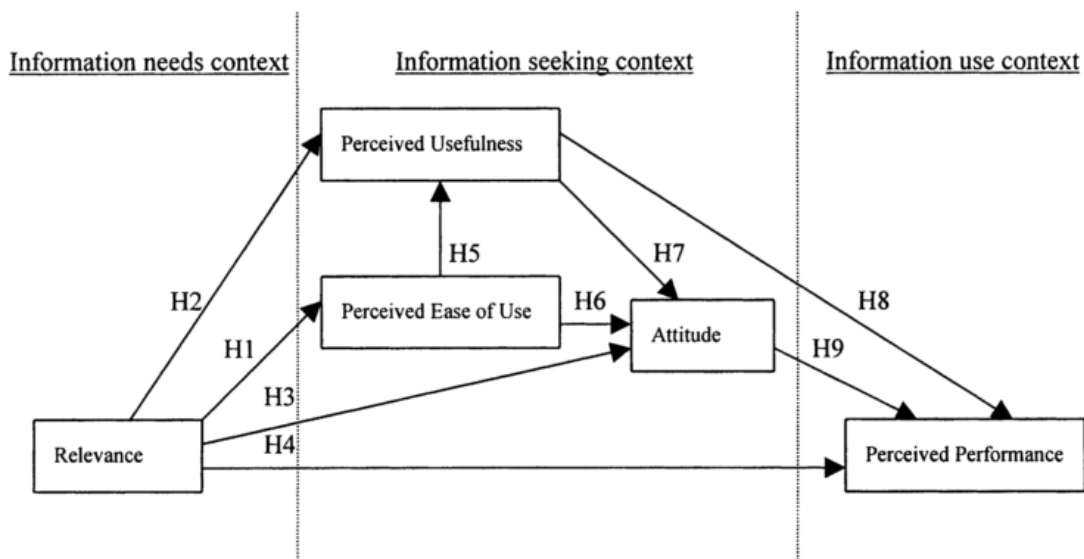 Information needs context
Information seeking context
Information use context
Perceived Usefulness
H2
H5
H7
H8
Perceived Ease of Use
H6
H1
Attitude
H9
H3
H4
Relevance
Perceived Performance